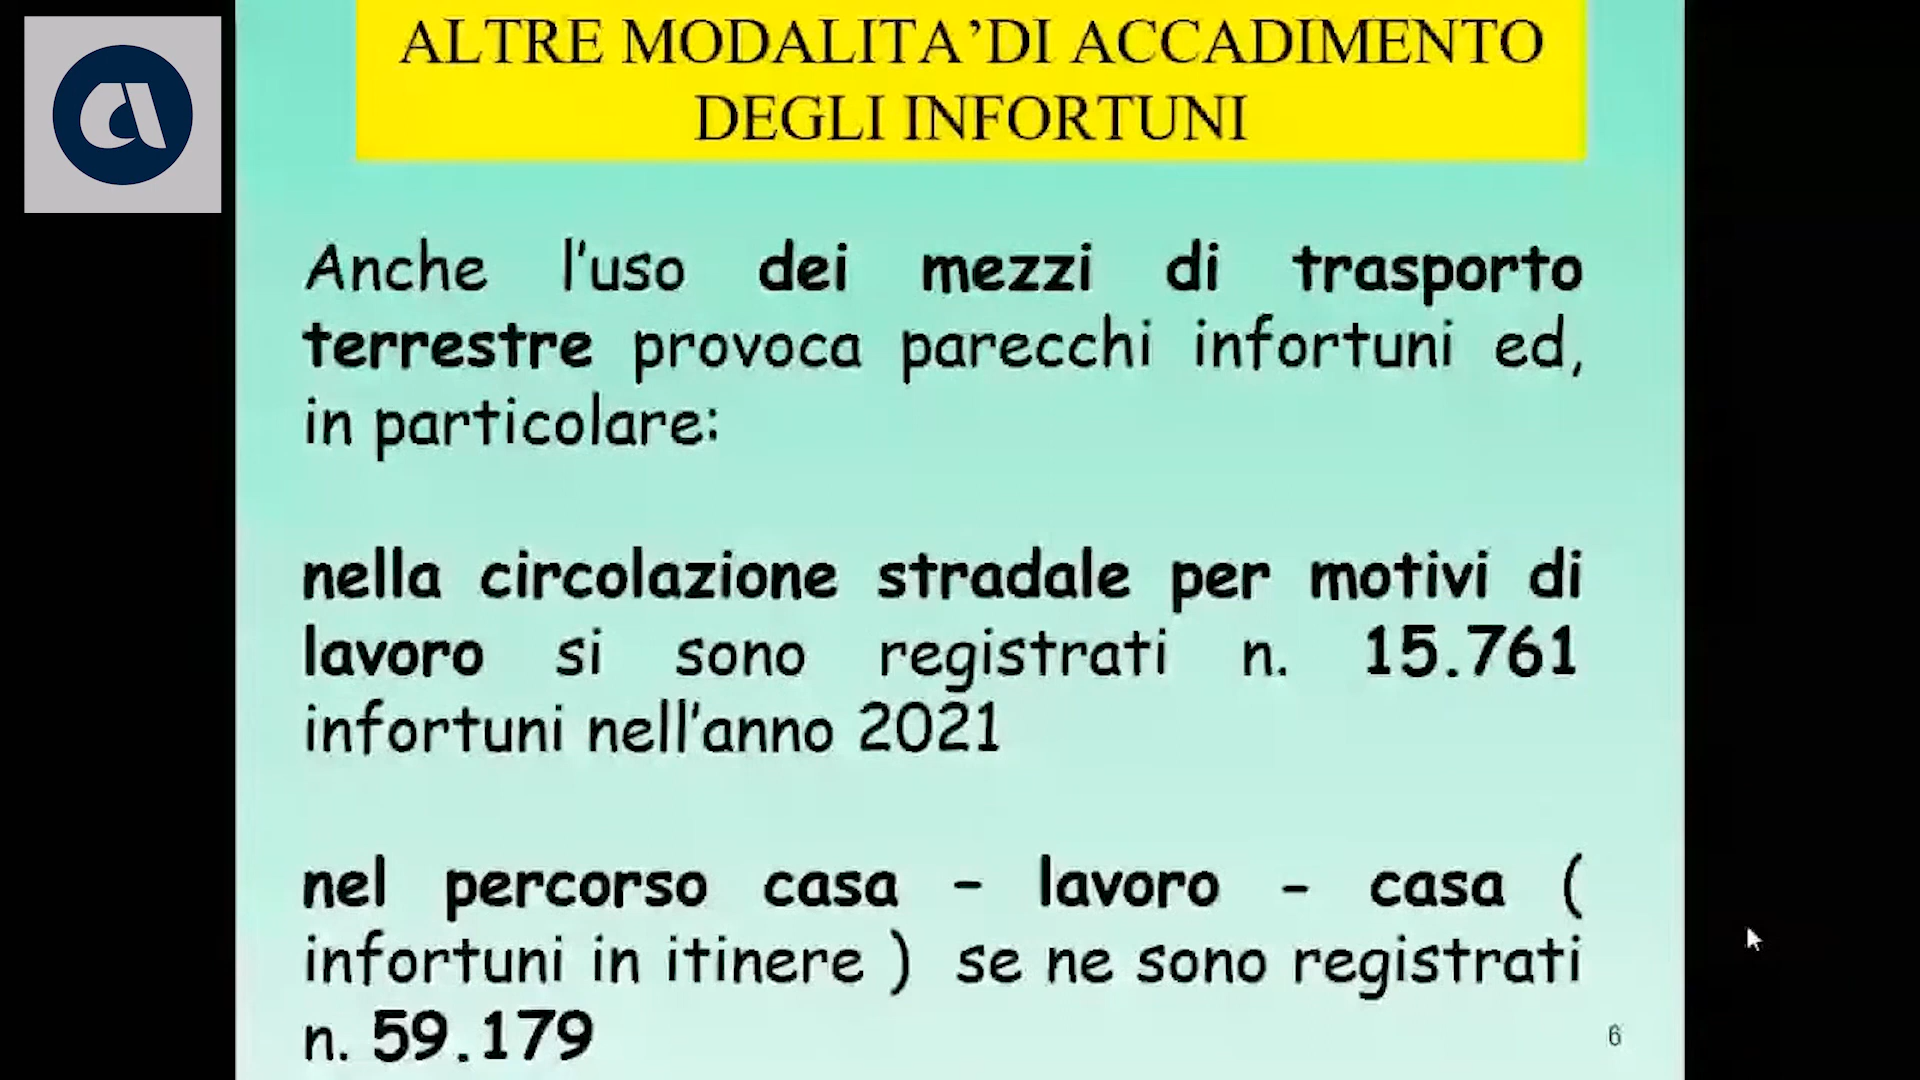 ALTRE MODALITA’DI ACCADIMENTO
DEGLI INFORTUNI
Anche l’uso dei mezzi di trasporto
terrestre provoca parecchi infortuni ed,
in particolare:
nella circolazione stradale per motivi di
lavoro si sono registrati n. 15.761
infortuni nell’anno 2021
nel percorso casa – lavoro – casa (
infortuni in itinere ) se ne sono registrati
n. 59.179
6